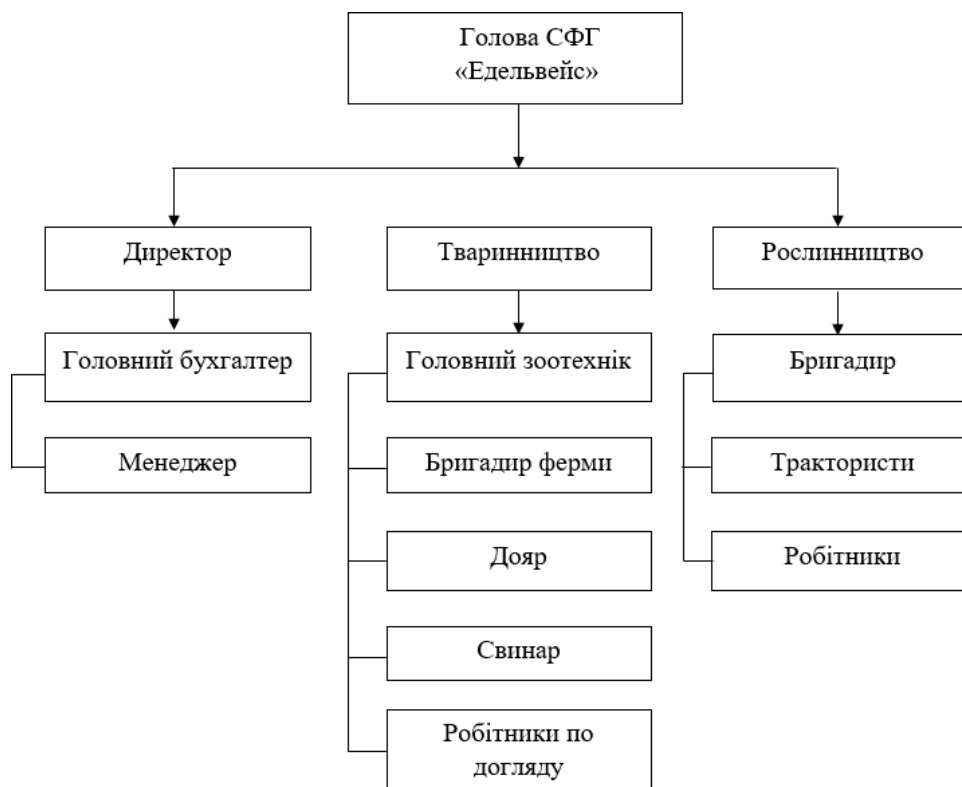 Голова СФГ
«Едельвейс»
Директор
Тваринництво
Рослинництво
Головний бухгалтер
Головний зоотехнік
Бригадир
Менеджер
Бригадир ферми
Трактористи
Дояр
Робітники
Свинар
Робітники по
догляду